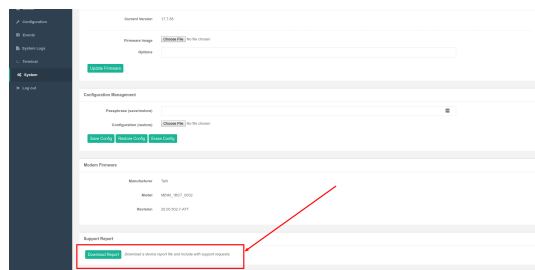 Current Version 17.7.56
Configuration
Events
Firmware Image Choose File No file chosen
System Logs
Options
Terminal
Update Firmware
System
Log out
Configuration Management
Passphrase (save/restore)
Configuration (restore) Choose File No file chosen
Save Config Restore Config Erase Config
Modem Firmware
Manufacturer Telit
Model
Revision
Support Report
Download Report Download a device report file and include with support requests